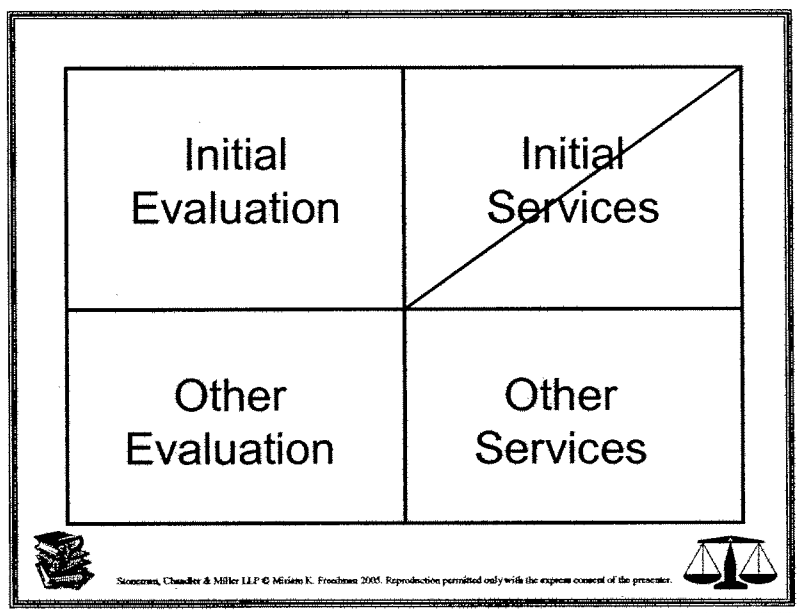 Initial
Evaluation
Initial
Services
Other
Evaluation
Other
Services
Stoneman, Chandler & Miller LLP © Miriam K. Freedman 2005. Reproduction permitted only with the express consent of the presenter.